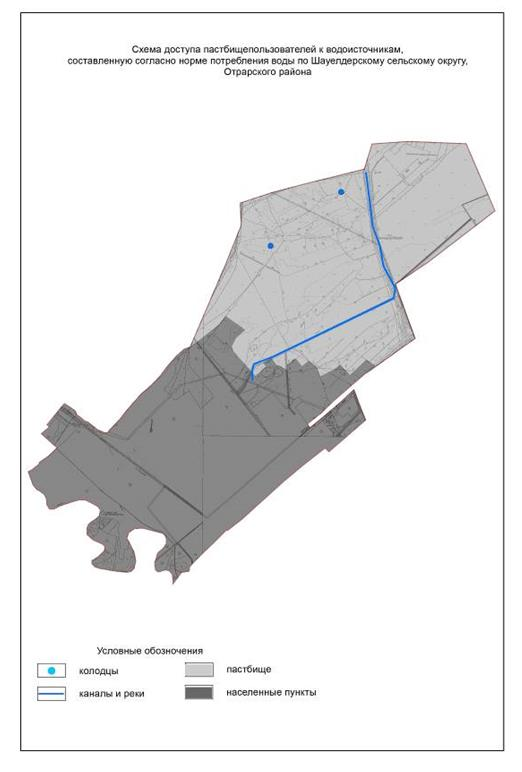 Схема доступа пастбищепользователей к водоисточникам,
составленную согласно норме потребления воды по Шауелдерскому сельскому округу,
Отрарского района
Условные обозночения
колодцы
пастбище
каналы и реки
населенные пункты